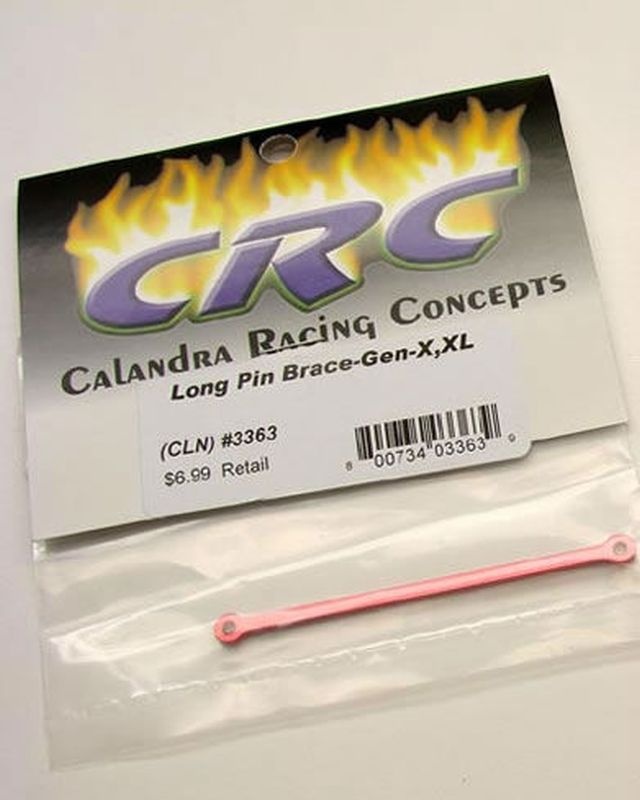 CRC
Calandra Racing Concepts
Long Pin Brace-Gen-X,XL
(CLN) #3363
$6.99 Retail
8 00734 03363 9